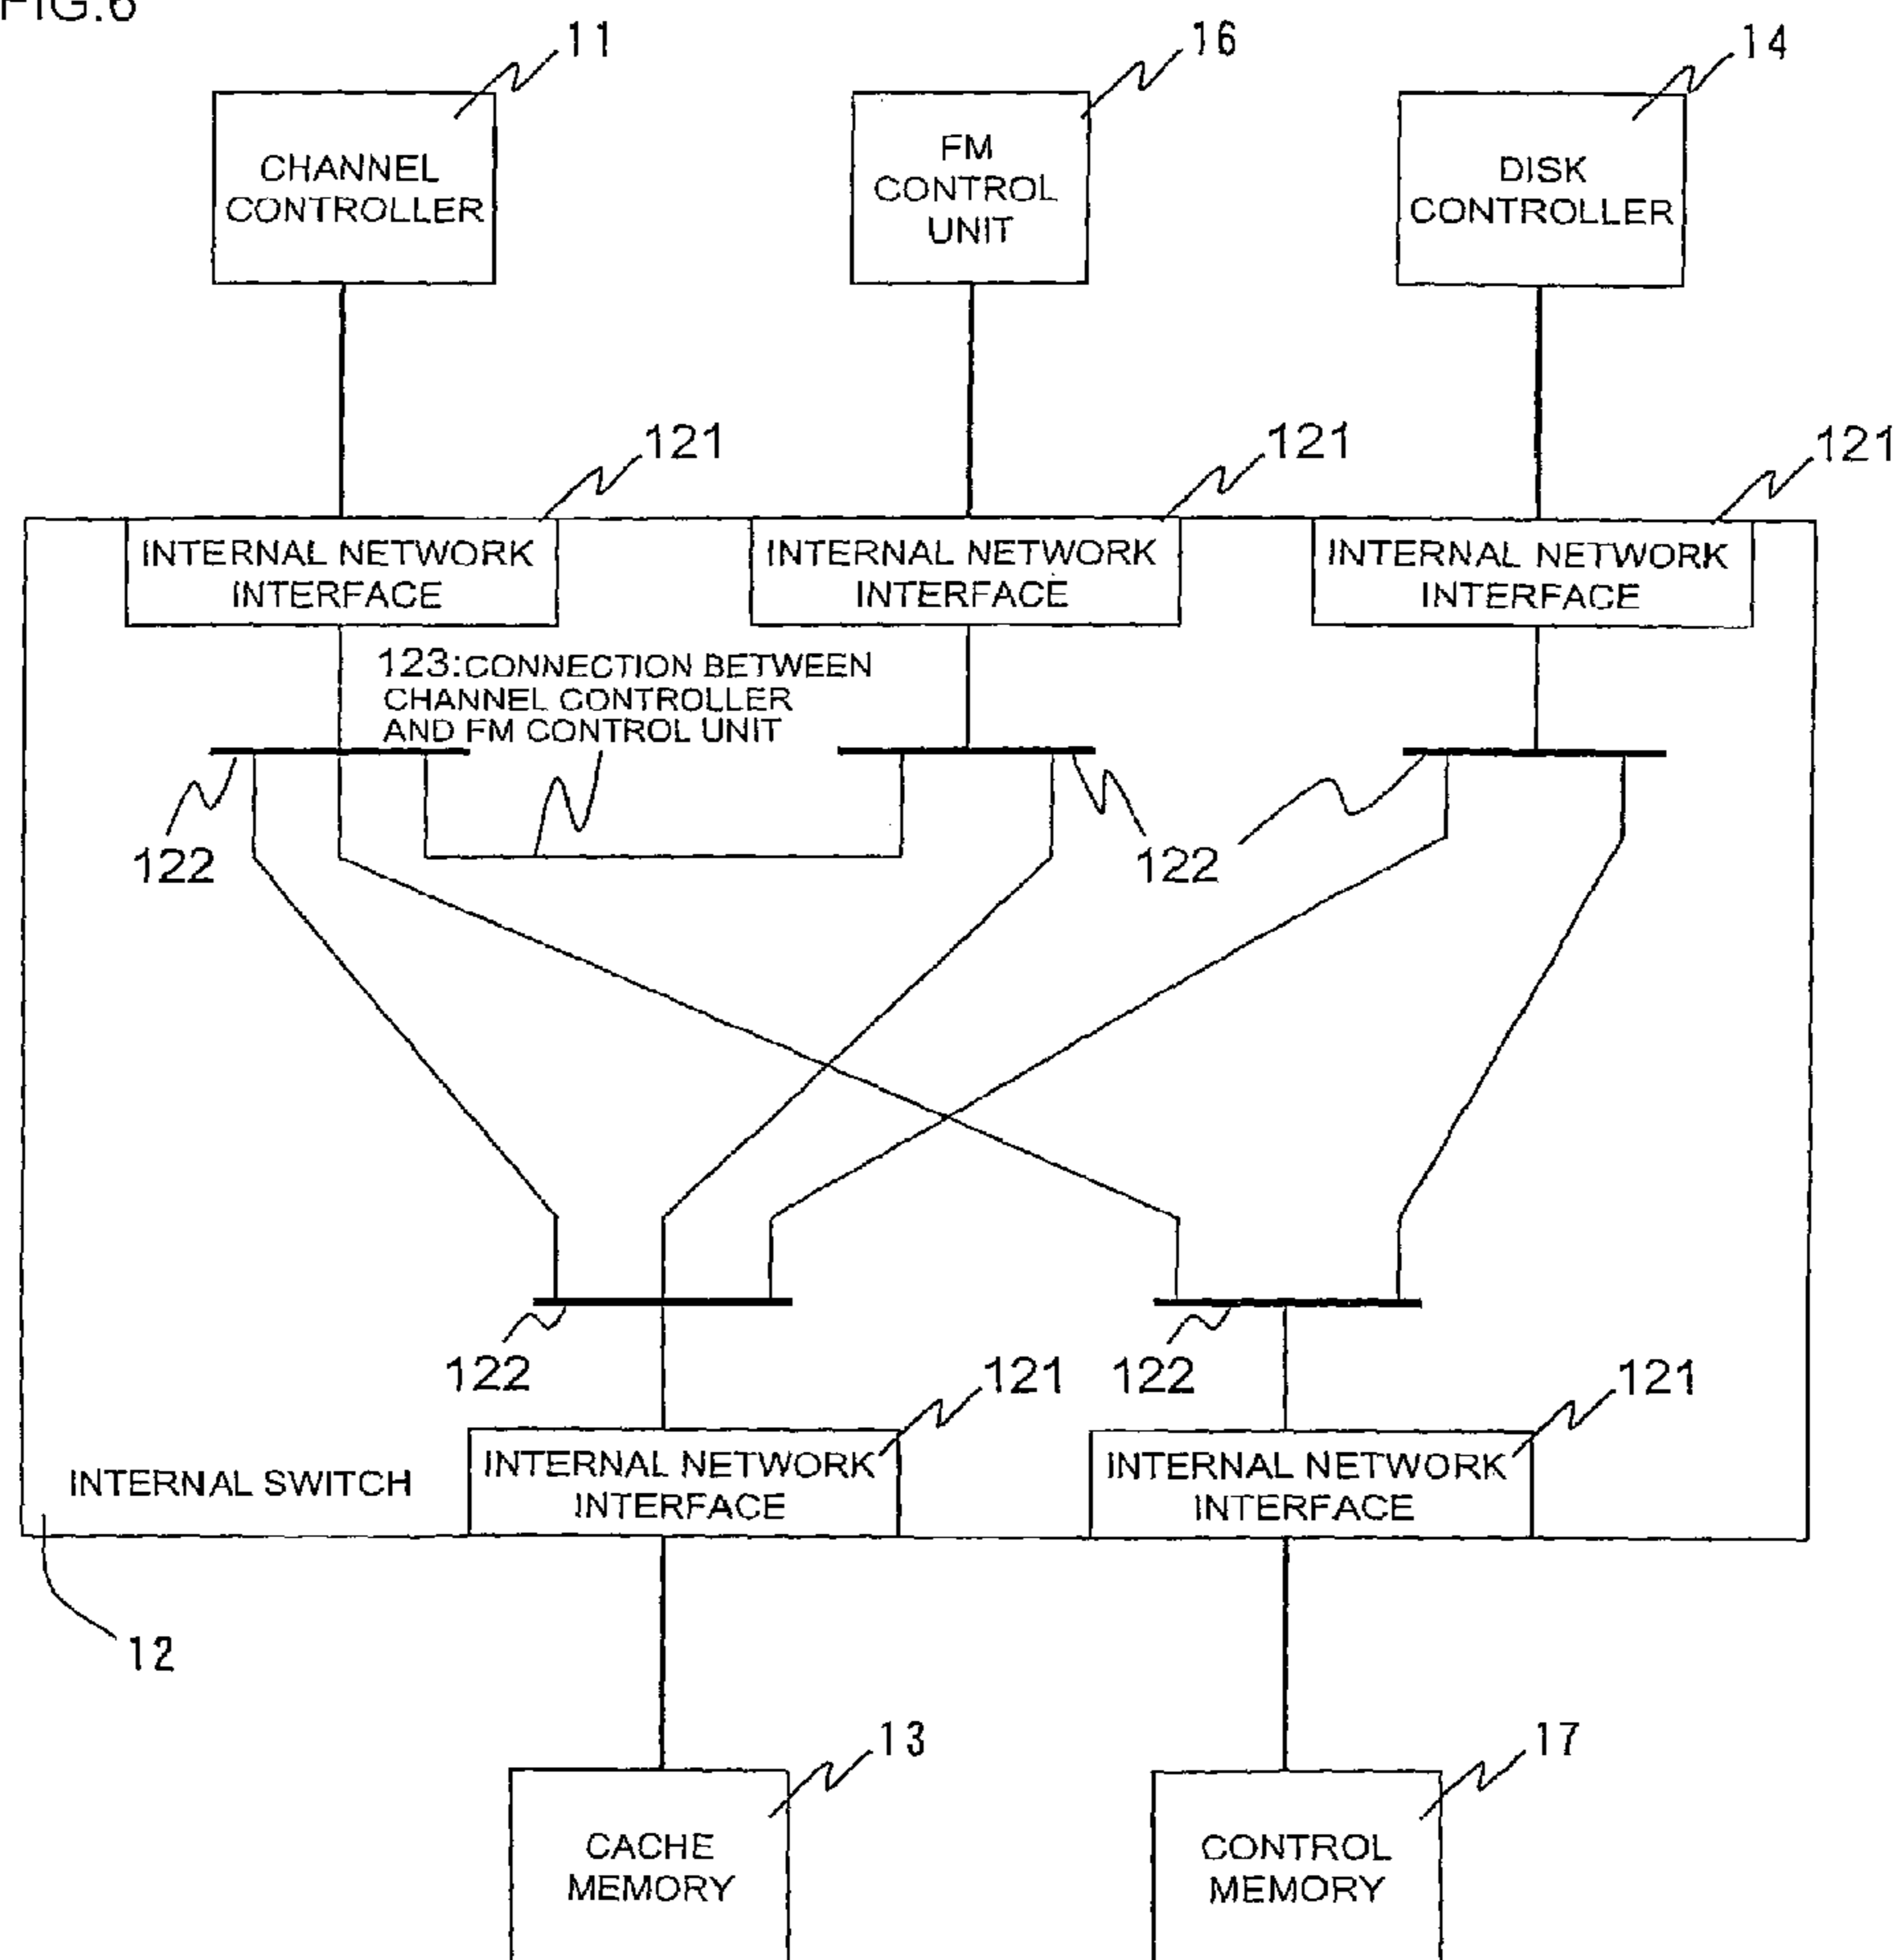 FIG.6
11
16
14
CHANNEL
CONTROLLER
FM
CONTROL
UNIT
DISK
CONTROLLER
121
121
121
INTERNAL NETWORK
INTERFACE
INTERNAL NETWORK
INTERFACE
INTERNAL NETWORK
INTERFACE
123:CONNECTION BETWEEN
CHANNEL CONTROLLER
AND FM CONTROL UNIT
122
122
122
122
121
121
INTERNAL SWITCH
INTERNAL NETWORK
INTERFACE
INTERNAL NETWORK
INTERFACE
12
13
17
CACHE
MEMORY
CONTROL
MEMORY